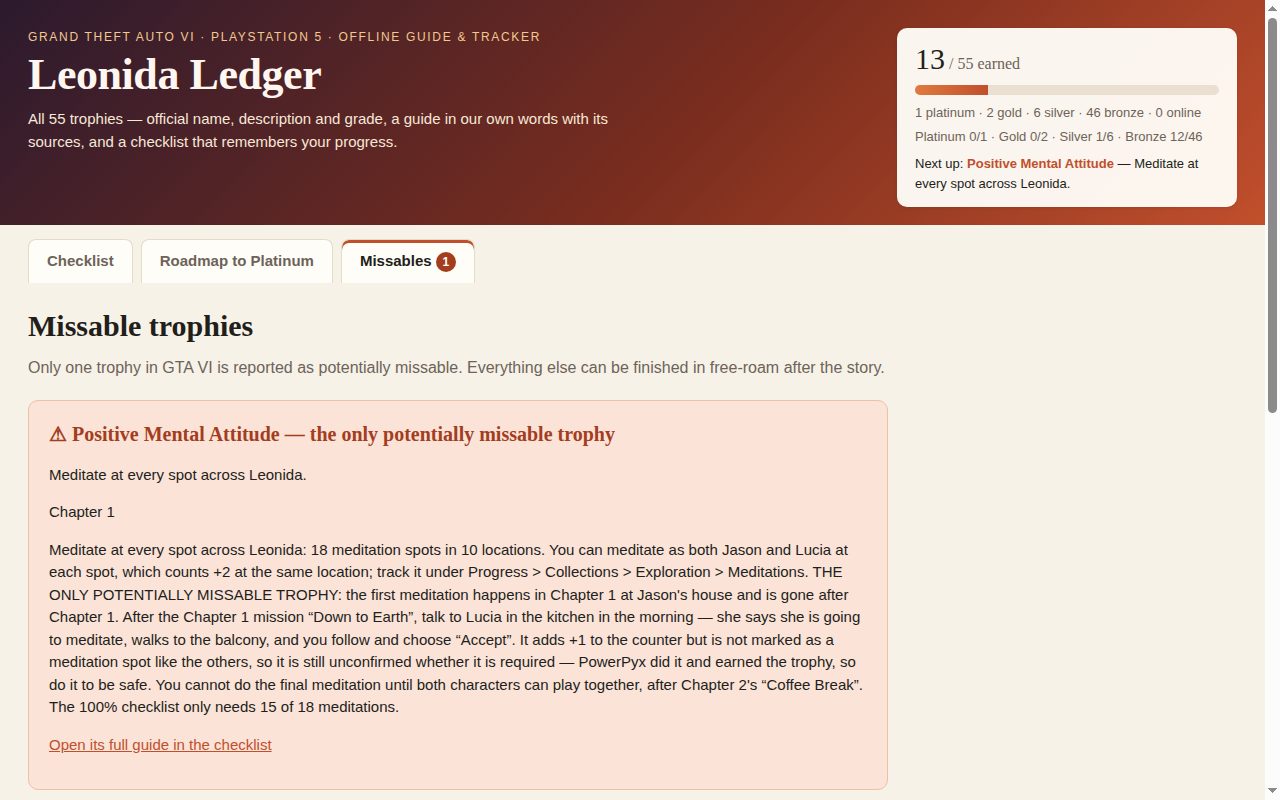 GRAND THEFT AUTO VI · PLAYSTATION 5 · OFFLINE GUIDE & TRACKER
Leonida Ledger
All 55 trophies — official name, description and grade, a guide in our own words with its
sources, and a checklist that remembers your progress.
13 / 55 earned
1 platinum · 2 gold · 6 silver · 46 bronze · 0 online
Platinum 0/1 · Gold 0/2 · Silver 1/6 · Bronze 12/46
Next up: Positive Mental Attitude — Meditate at
every spot across Leonida.
Checklist
Roadmap to Platinum
Missables 1
Missable trophies
Only one trophy in GTA VI is reported as potentially missable. Everything else can be finished in free-roam after the story.
⚠ Positive Mental Attitude — the only potentially missable trophy
Meditate at every spot across Leonida.
Chapter 1
Meditate at every spot across Leonida: 18 meditation spots in 10 locations. You can meditate as both Jason and Lucia at
each spot, which counts +2 at the same location; track it under Progress > Collections > Exploration > Meditations. THE
ONLY POTENTIALLY MISSABLE TROPHY: the first meditation happens in Chapter 1 at Jason's house and is gone after
Chapter 1. After the Chapter 1 mission “Down to Earth”, talk to Lucia in the kitchen in the morning — she says she is going
to meditate, walks to the balcony, and you follow and choose “Accept”. It adds +1 to the counter but is not marked as a
meditation spot like the others, so it is still unconfirmed whether it is required — PowerPyx did it and earned the trophy, so
do it to be safe. You cannot do the final meditation until both characters can play together, after Chapter 2's “Coffee Break”.
The 100% checklist only needs 15 of 18 meditations.
Open its full guide in the checklist